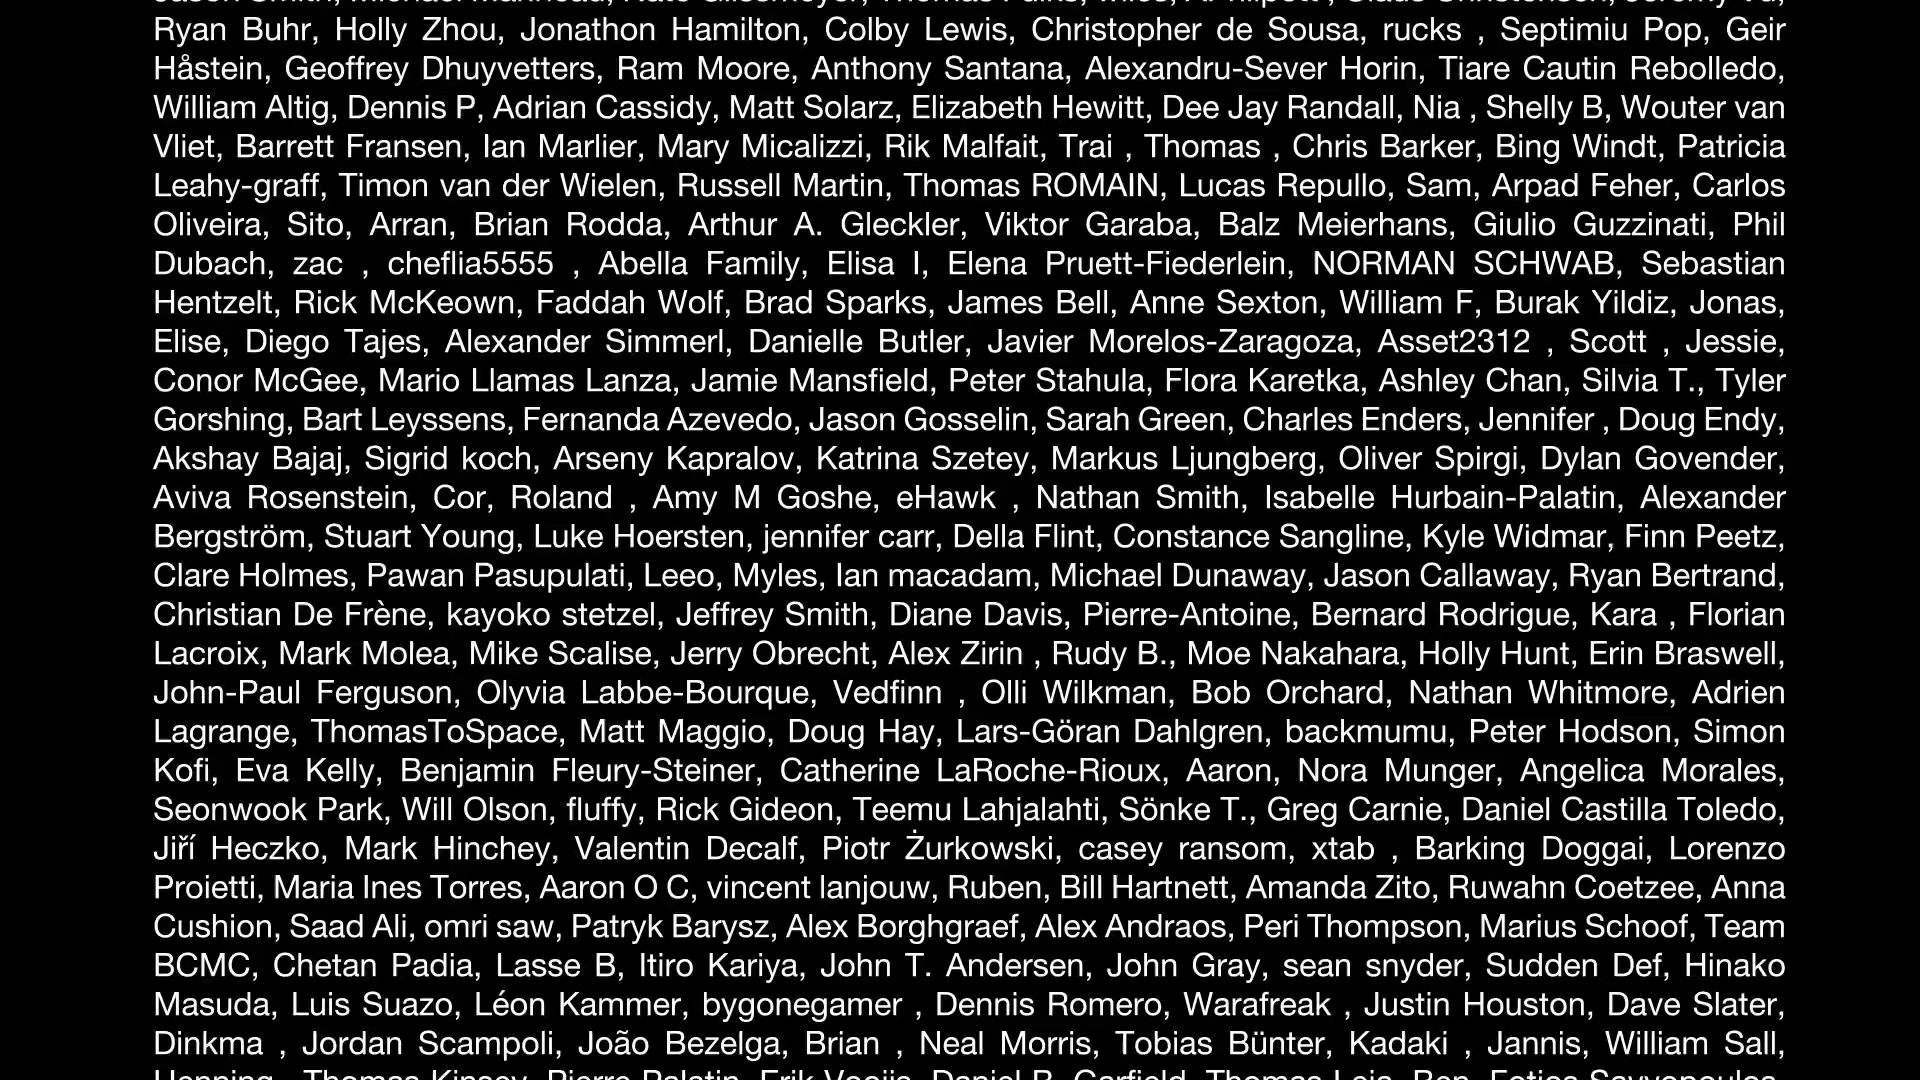 Ryan Buhr, Holly Zhou, Jonathon Hamilton, Colby Lewis, Christopher de Sousa, rucks , Septimiu Pop, Geir
Håstein, Geoffrey Dhuyvetters, Ram Moore, Anthony Santana, Alexandru-Sever Horin, Tiare Cautin Rebolledo,
William Altig, Dennis P, Adrian Cassidy, Matt Solarz, Elizabeth Hewitt, Dee Jay Randall, Nia , Shelly B, Wouter van
Vliet, Barrett Fransen, Ian Marlier, Mary Micalizzi, Rik Malfait, Trai , Thomas , Chris Barker, Bing Windt, Patricia
Leahy-graff, Timon van der Wielen, Russell Martin, Thomas ROMAIN, Lucas Repullo, Sam, Arpad Feher, Carlos
Oliveira, Sito, Arran, Brian Rodda, Arthur A. Gleckler, Viktor Garaba, Balz Meierhans, Giulio Guzzinati, Phil
Dubach, zac , cheflia5555 , Abella Family, Elisa I, Elena Pruett-Fiederlein, NORMAN SCHWAB, Sebastian
Hentzelt, Rick McKeown, Faddah Wolf, Brad Sparks, James Bell, Anne Sexton, William F, Burak Yildiz, Jonas,
Elise, Diego Tajes, Alexander Simmerl, Danielle Butler, Javier Morelos-Zaragoza, Asset2312 , Scott , Jessie,
Conor McGee, Mario Llamas Lanza, Jamie Mansfield, Peter Stahula, Flora Karetka, Ashley Chan, Silvia T., Tyler
Gorshing, Bart Leyssens, Fernanda Azevedo, Jason Gosselin, Sarah Green, Charles Enders, Jennifer , Doug Endy,
Akshay Bajaj, Sigrid koch, Arseny Kapralov, Katrina Szetey, Markus Ljungberg, Oliver Spirgi, Dylan Govender,
Aviva Rosenstein, Cor, Roland , Amy M Goshe, eHawk , Nathan Smith, Isabelle Hurbain-Palatin, Alexander
Bergström, Stuart Young, Luke Hoersten, jennifer carr, Della Flint, Constance Sangline, Kyle Widmar, Finn Peetz,
Clare Holmes, Pawan Pasupulati, Leeo, Myles, Ian macadam, Michael Dunaway, Jason Callaway, Ryan Bertrand,
Christian De Frène, kayoko stetzel, Jeffrey Smith, Diane Davis, Pierre-Antoine, Bernard Rodrigue, Kara , Florian
Lacroix, Mark Molea, Mike Scalise, Jerry Obrecht, Alex Zirin , Rudy B., Moe Nakahara, Holly Hunt, Erin Braswell,
John-Paul Ferguson, Olyvia Labbe-Bourque, Vedfinn , Olli Wilkman, Bob Orchard, Nathan Whitmore, Adrien
Lagrange, ThomasToSpace, Matt Maggio, Doug Hay, Lars-Göran Dahlgren, backmumu, Peter Hodson, Simon
Kofi, Eva Kelly, Benjamin Fleury-Steiner, Catherine LaRoche-Rioux, Aaron, Nora Munger, Angelica Morales,
Seonwook Park, Will Olson, fluffy, Rick Gideon, Teemu Lahjalahti, Sönke T., Greg Carnie, Daniel Castilla Toledo,
Jiří Heczko, Mark Hinchey, Valentin Decalf, Piotr Żurkowski, casey ransom, xtab , Barking Doggai, Lorenzo
Proietti, Maria Ines Torres, Aaron O C, vincent lanjouw, Ruben, Bill Hartnett, Amanda Zito, Ruwahn Coetzee, Anna
Cushion, Saad Ali, omri saw, Patryk Barysz, Alex Borghgraef, Alex Andraos, Peri Thompson, Marius Schoof, Team
BCMC, Chetan Padia, Lasse B, Itiro Kariya, John T. Andersen, John Gray, sean snyder, Sudden Def, Hinako
Masuda, Luis Suazo, Léon Kammer, bygonegamer , Dennis Romero, Warafreak , Justin Houston, Dave Slater,
Dinkma , Jordan Scampoli, João Bezelga, Brian , Neal Morris, Tobias Bünter, Kadaki , Jannis, William Sall,